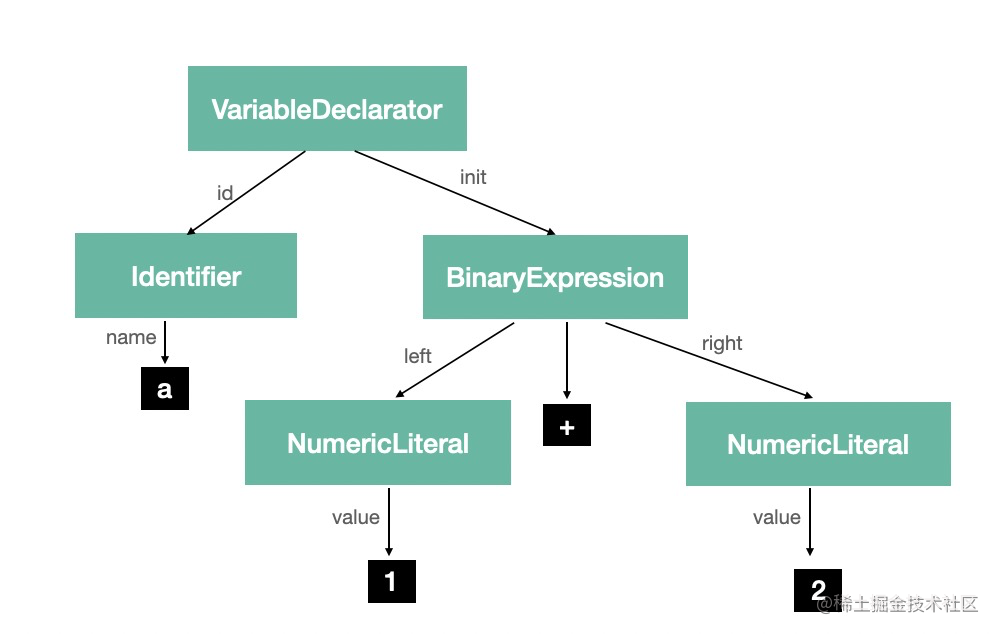 VariableDeclarator
id
init
Identifier
BinaryExpression
name
left
right
a
+
NumericLiteral
NumericLiteral
value
value
1
2
@稀土掘金技术社区